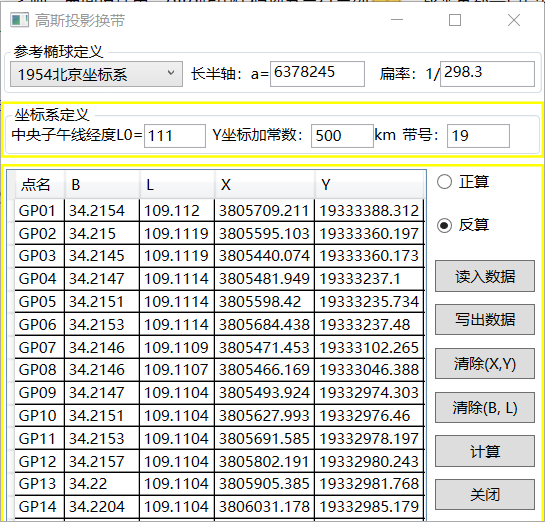 高斯投影换带
参考椭球定义
1954北京坐标系 长半轴：a= 6378245 扁率：1/ 298.3
坐标系定义
中央子午线经度L0= 111 Y坐标加常数： 500 km 带号： 19
点名 B L X Y
GP01 34.2154 109.112 3805709.211 19333388.312
GP02 34.215 109.1119 3805595.103 19333360.197
GP03 34.2145 109.1119 3805440.074 19333360.173
GP04 34.2147 109.1114 3805481.949 19333237.1
GP05 34.2151 109.1114 3805598.42 19333235.734
GP06 34.2153 109.1114 3805684.438 19333237.48
GP07 34.2146 109.1109 3805471.453 19333102.265
GP08 34.2146 109.1107 3805466.169 19333046.388
GP09 34.2147 109.1104 3805493.924 19332974.303
GP10 34.2151 109.1104 3805627.993 19332976.46
GP11 34.2153 109.1104 3805691.585 19332978.197
GP12 34.2157 109.1104 3805802.191 19332980.243
GP13 34.22 109.1104 3805905.385 19332981.768
GP14 34.2204 109.1104 3806031.178 19332985.179
正算
反算
读入数据
写出数据
清除(X,Y)
清除(B, L)
计算
关闭